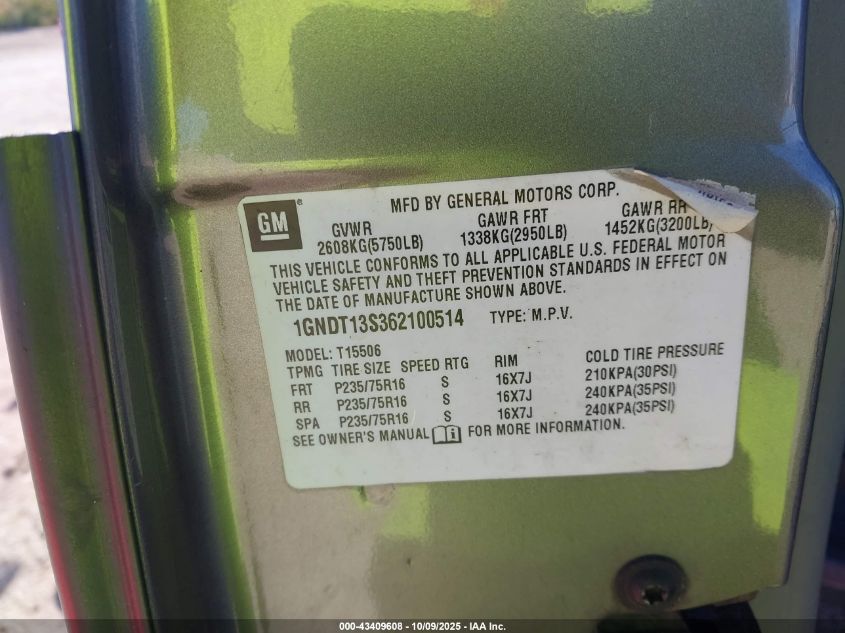 MFD BY GENERAL MOTORS CORP.
GM
GVWR GAWR FRT GAWR RR
2608KG(5750LB) 1338KG(2950LB) 1452KG(3200LB)
THIS VEHICLE CONFORMS TO ALL APPLICABLE U.S. FEDERAL MOTOR
VEHICLE SAFETY AND THEFT PREVENTION STANDARDS IN EFFECT ON
THE DATE OF MANUFACTURE SHOWN ABOVE.
1GNDT13S362100514 TYPE: M.P.V.
MODEL: T15506
TPMG TIRE SIZE SPEED RTG RIM COLD TIRE PRESSURE
FRT P235/75R16 S 16X7J 210KPA(30PSI)
RR P235/75R16 S 16X7J 240KPA(35PSI)
SPA P235/75R16 S 16X7J 240KPA(35PSI)
SEE OWNER'S MANUAL FOR MORE INFORMATION.
000-43409608 - 10/09/2025 - IAA Inc.